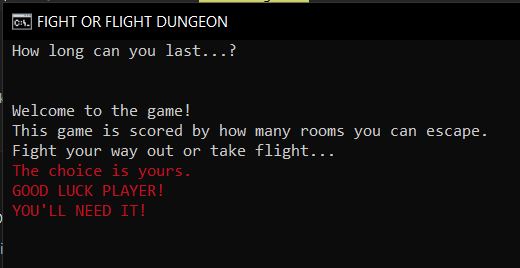 FIGHT OR FLIGHT DUNGEON
How long can you last...?
Welcome to the game!
This game is scored by how many rooms you can escape.
Fight your way out or take flight...
The choice is yours.
GOOD LUCK PLAYER!
YOU'LL NEED IT!